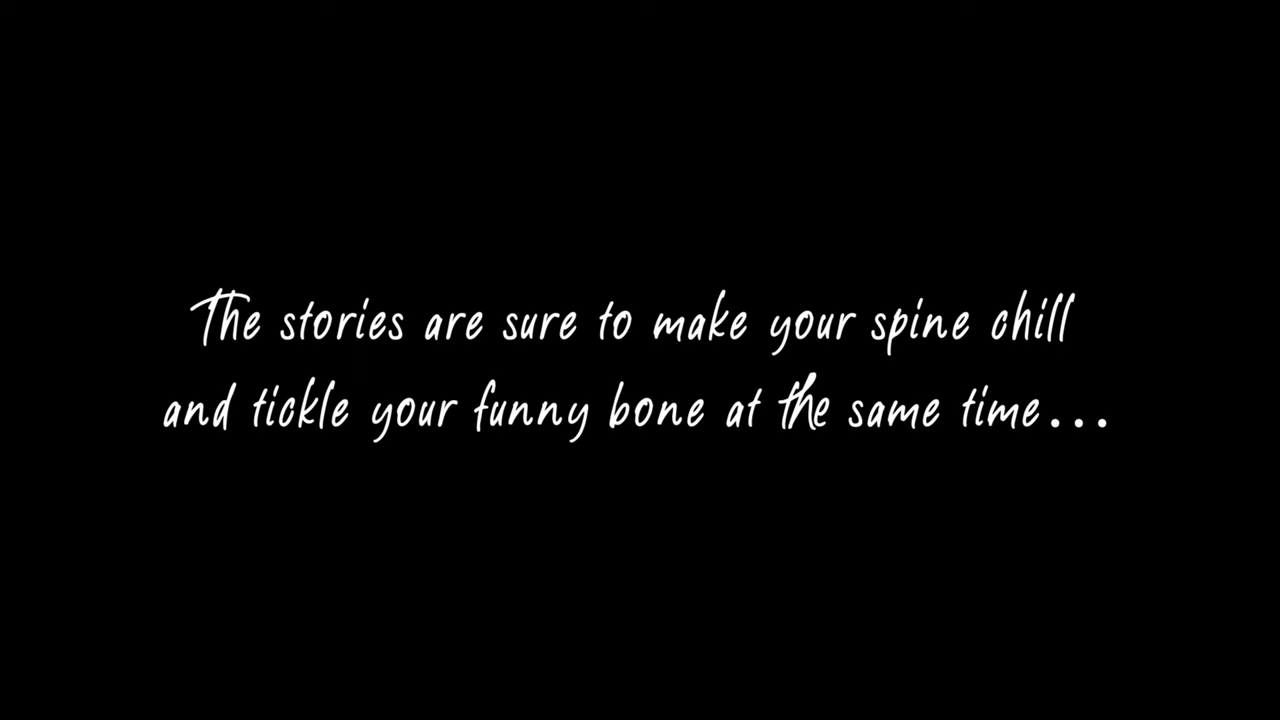 The stories are sure to make your spine chill
and tickle your funny bone at the same time...